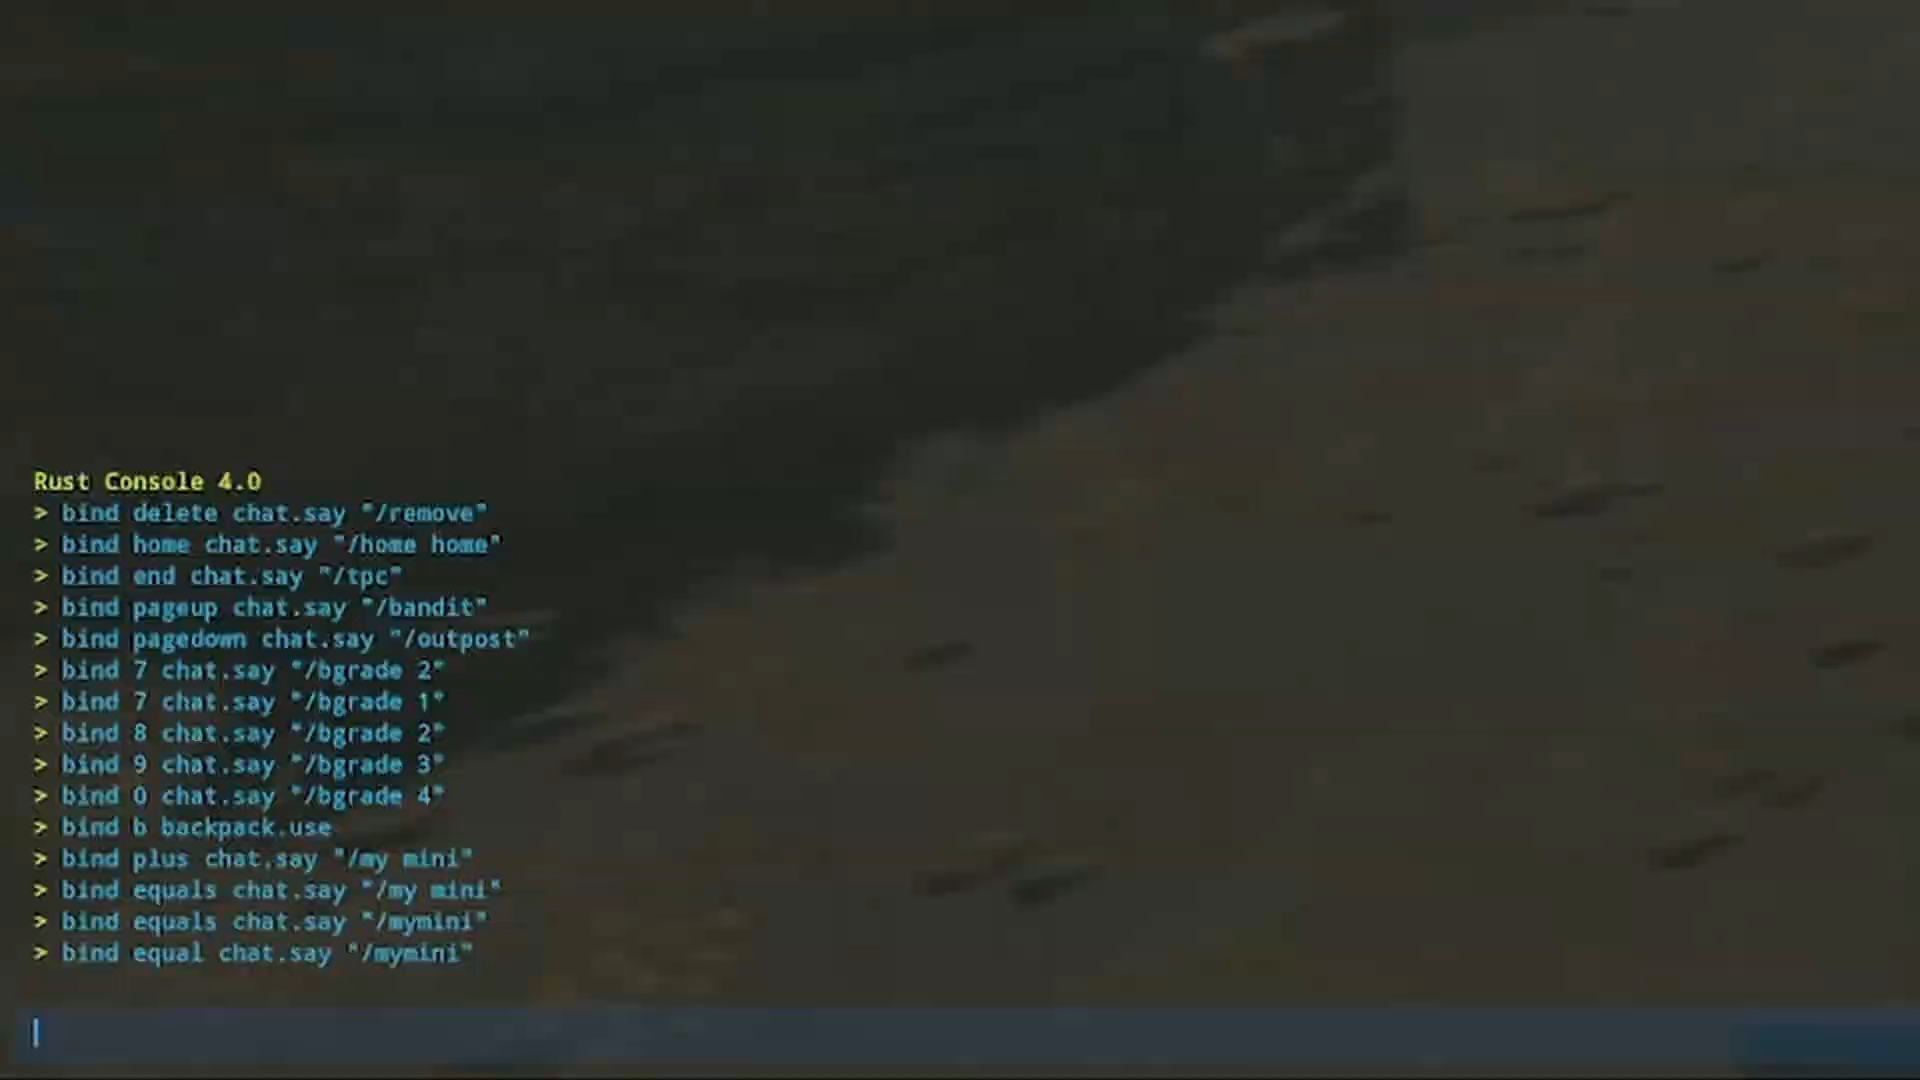 Rust Console 4.0
> bind delete chat.say "/remove"
> bind home chat.say "/home home"
> bind end chat.say "/tpc"
> bind pageup chat.say "/bandit"
> bind pagedown chat.say "/outpost"
> bind 7 chat.say "/bgrade 2"
> bind 7 chat.say "/bgrade 1"
> bind 8 chat.say "/bgrade 2"
> bind 9 chat.say "/bgrade 3"
> bind 0 chat.say "/bgrade 4"
> bind b backpack.use
> bind plus chat.say "/my mini"
> bind equals chat.say "/my mini"
> bind equals chat.say "/mymini"
> bind equal chat.say "/mymini"